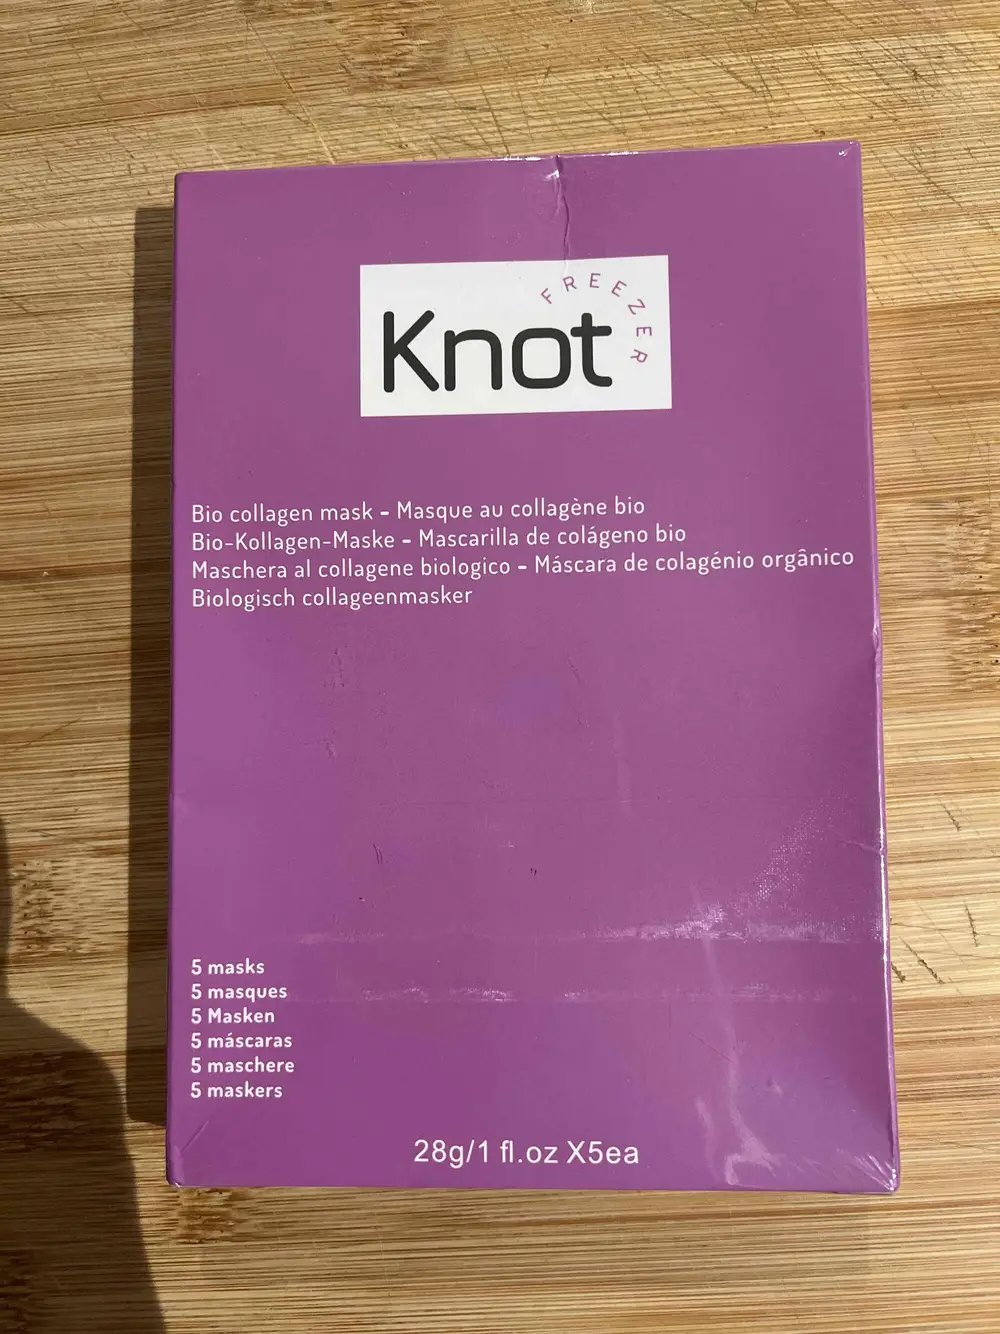 Knot FREEZER
Bio collagen mask - Masque au collagène bio
Bio-Kollagen-Maske - Mascarilla de colágeno bio
Maschera al collagene biologico - Máscara de colagénio orgânico
Biologisch collageenmasker
5 masks
5 masques
5 Masken
5 máscaras
5 maschere
5 maskers
28g/1 fl.oz X5ea